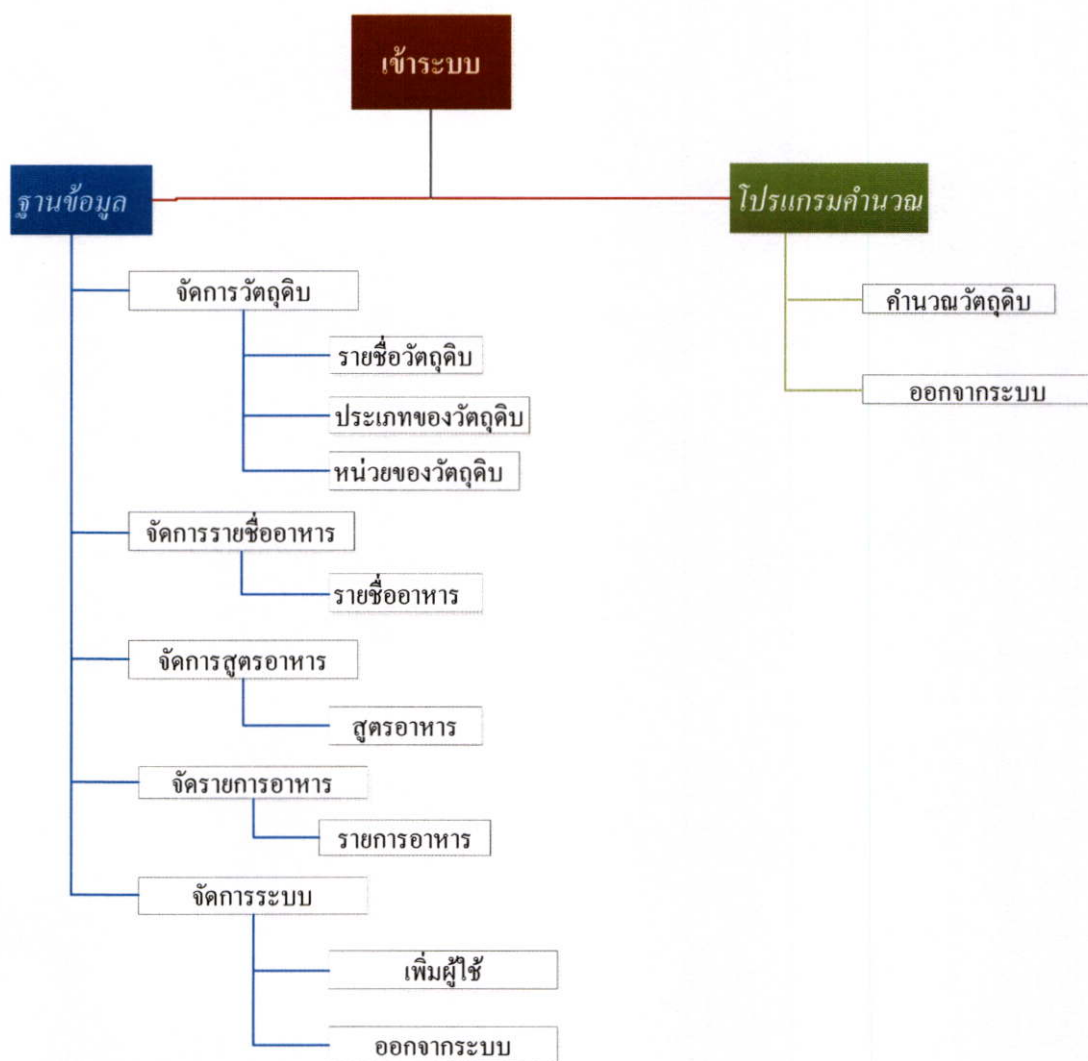 เข้าระบบ
ฐานข้อมูล
โปรแกรมคำนวณ
จัดการวัตถุดิบ
รายชื่อวัตถุดิบ
ประเภทของวัตถุดิบ
หน่วยของวัตถุดิบ
จัดการรายชื่ออาหาร
รายชื่ออาหาร
จัดการสูตรอาหาร
สูตรอาหาร
จัดรายการอาหาร
รายการอาหาร
จัดการระบบ
เพิ่มผู้ใช้
ออกจากระบบ
คำนวณวัตถุดิบ
ออกจากระบบ